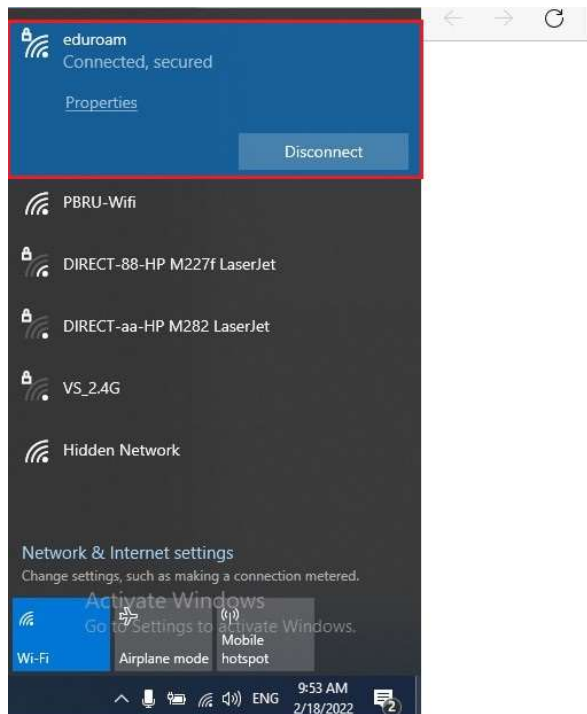 eduroam
Connected, secured
Properties
Disconnect
PBRU-Wifi
DIRECT-88-HP M227f LaserJet
DIRECT-aa-HP M282 LaserJet
VS_2.4G
Hidden Network
Network & Internet settings
Change settings, such as making a connection metered.
Activate Windows
Go to Settings to activate Windows.
Wi-Fi
Airplane mode
Mobile
hotspot
ENG
9:53 AM
2/18/2022
2